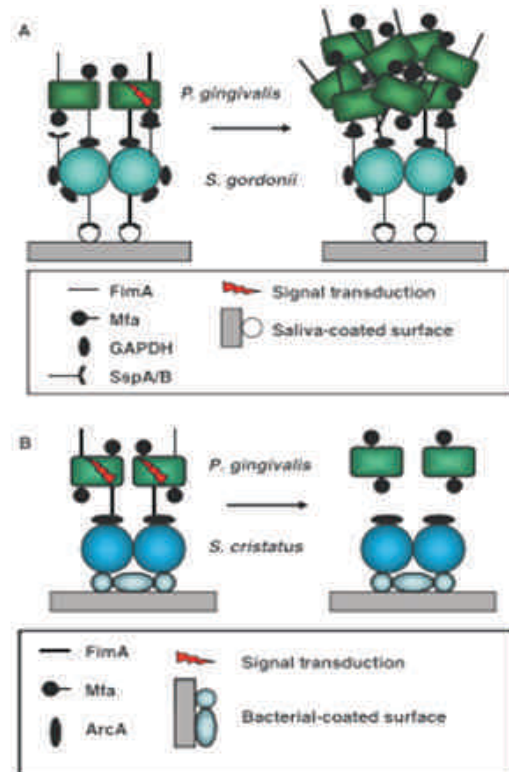 A
P. gingivalis
S. gordonii
FimA
Mfa
GAPDH
SspA/B
Signal transduction
Saliva-coated surface
B
P. gingivalis
S. cristatus
FimA
Mfa
ArcA
Signal transduction
Bacterial-coated surface